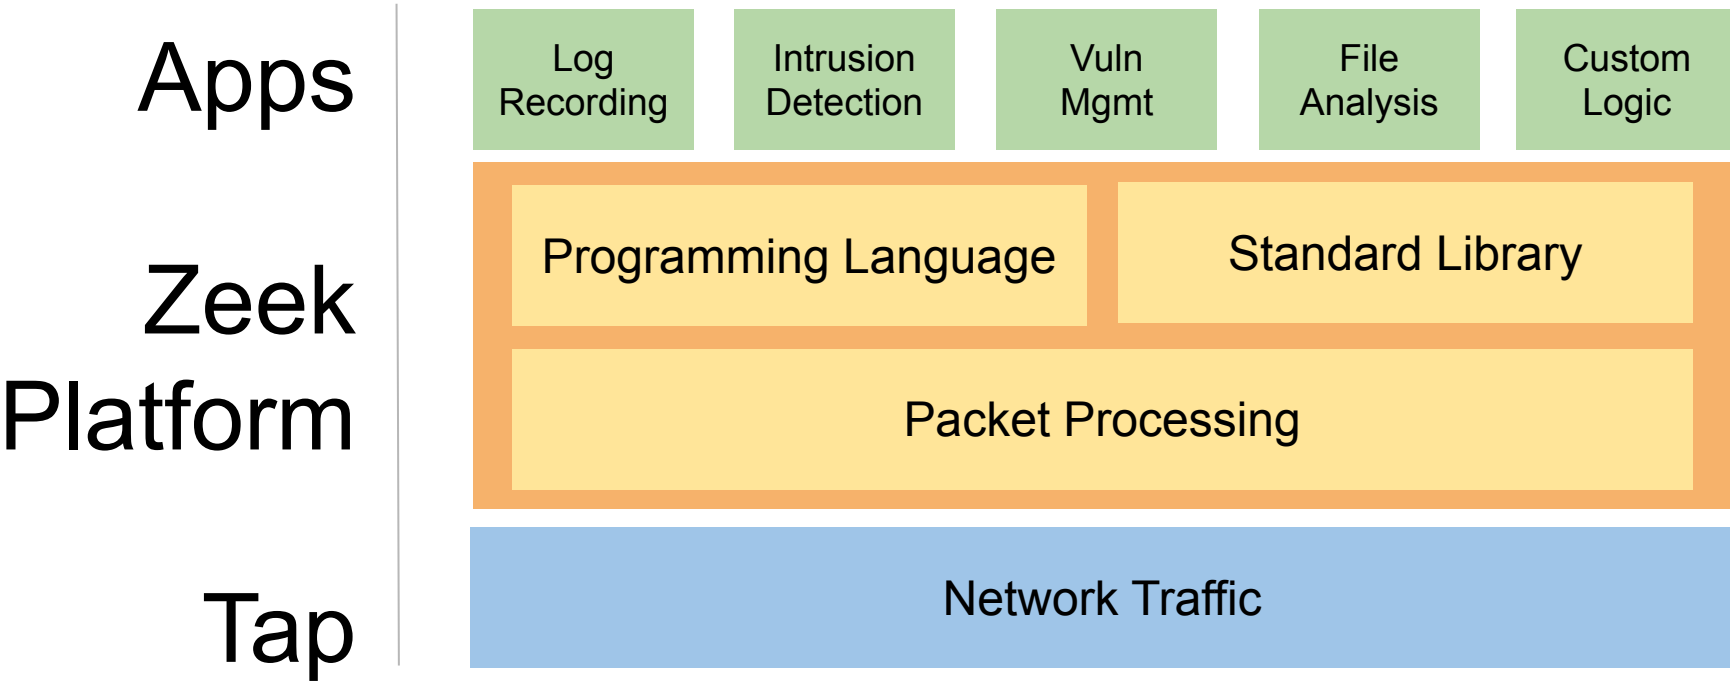 Apps
Log
Recording
Intrusion
Detection
Vuln
Mgmt
File
Analysis
Custom
Logic
Zeek
Platform
Programming Language
Standard Library
Packet Processing
Tap
Network Traffic